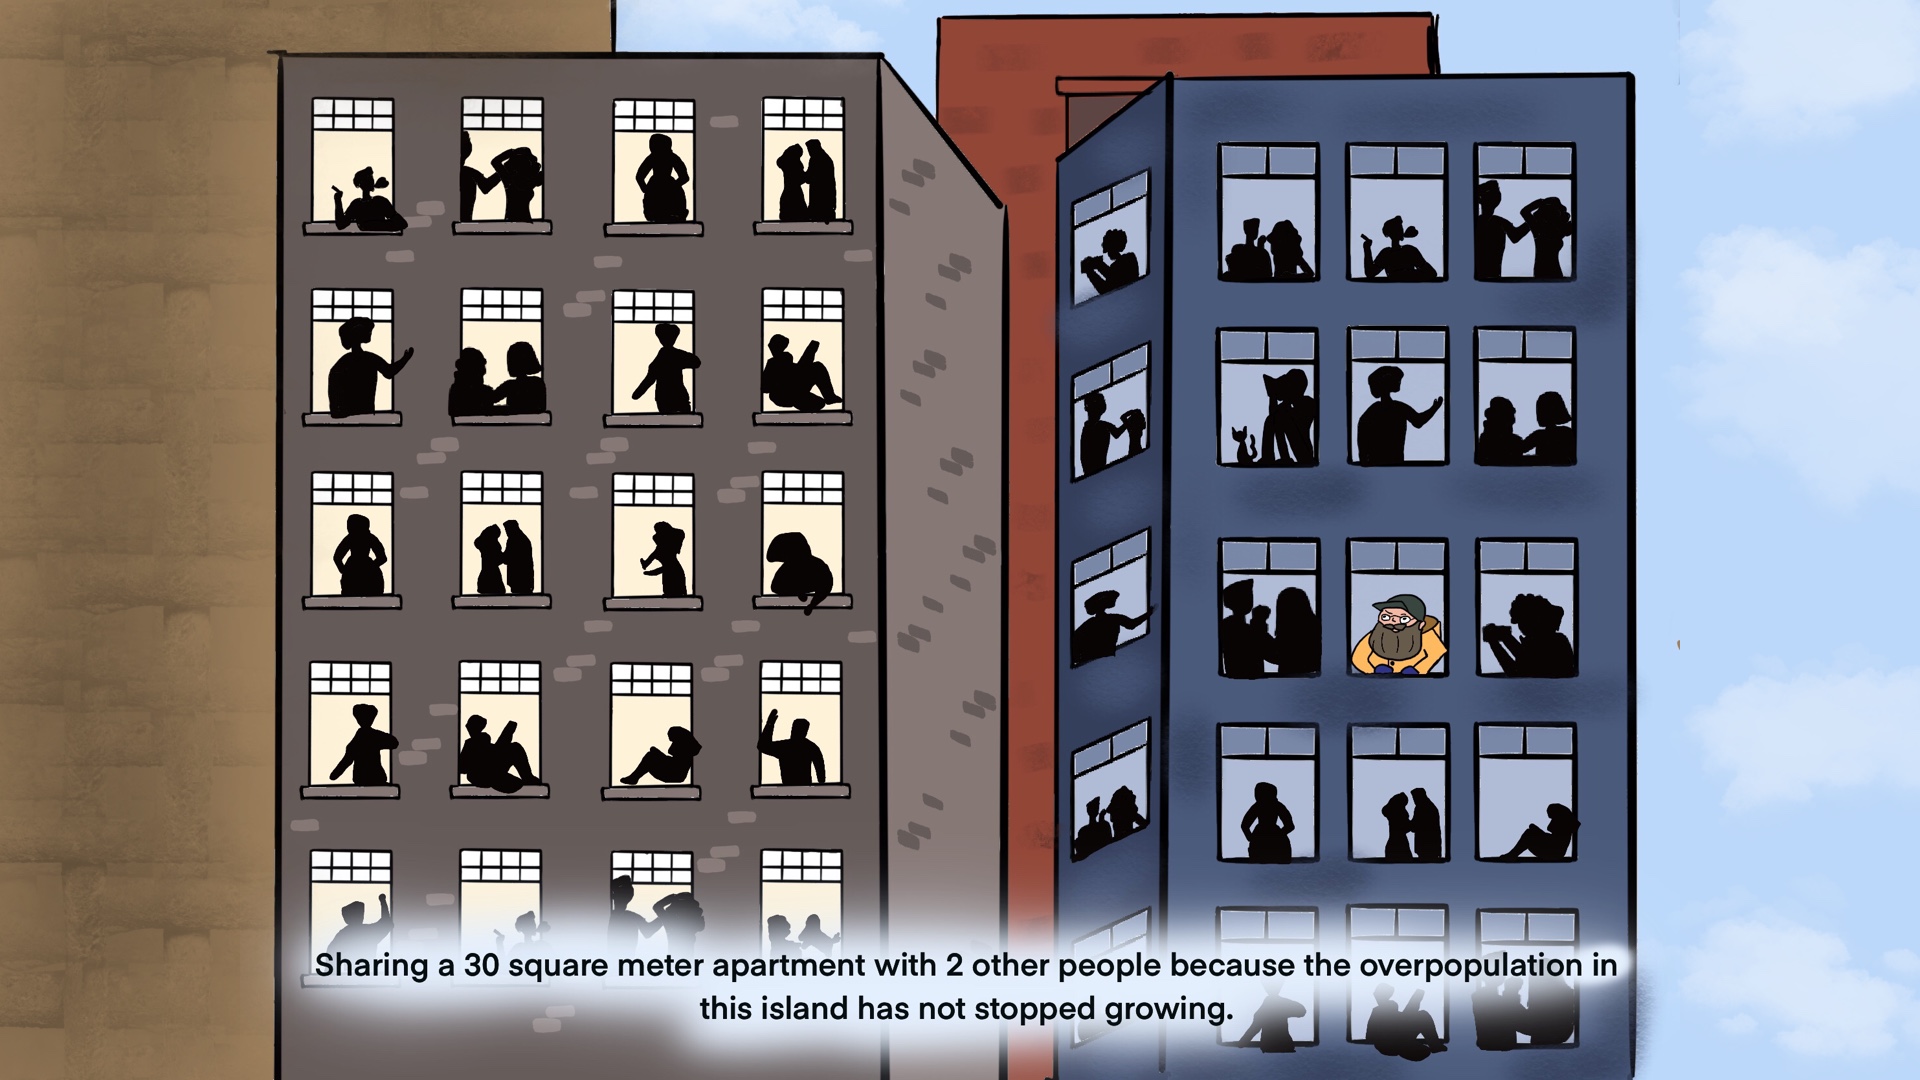 Sharing a 30 square meter apartment with 2 other people because the overpopulation in
this island has not stopped growing.